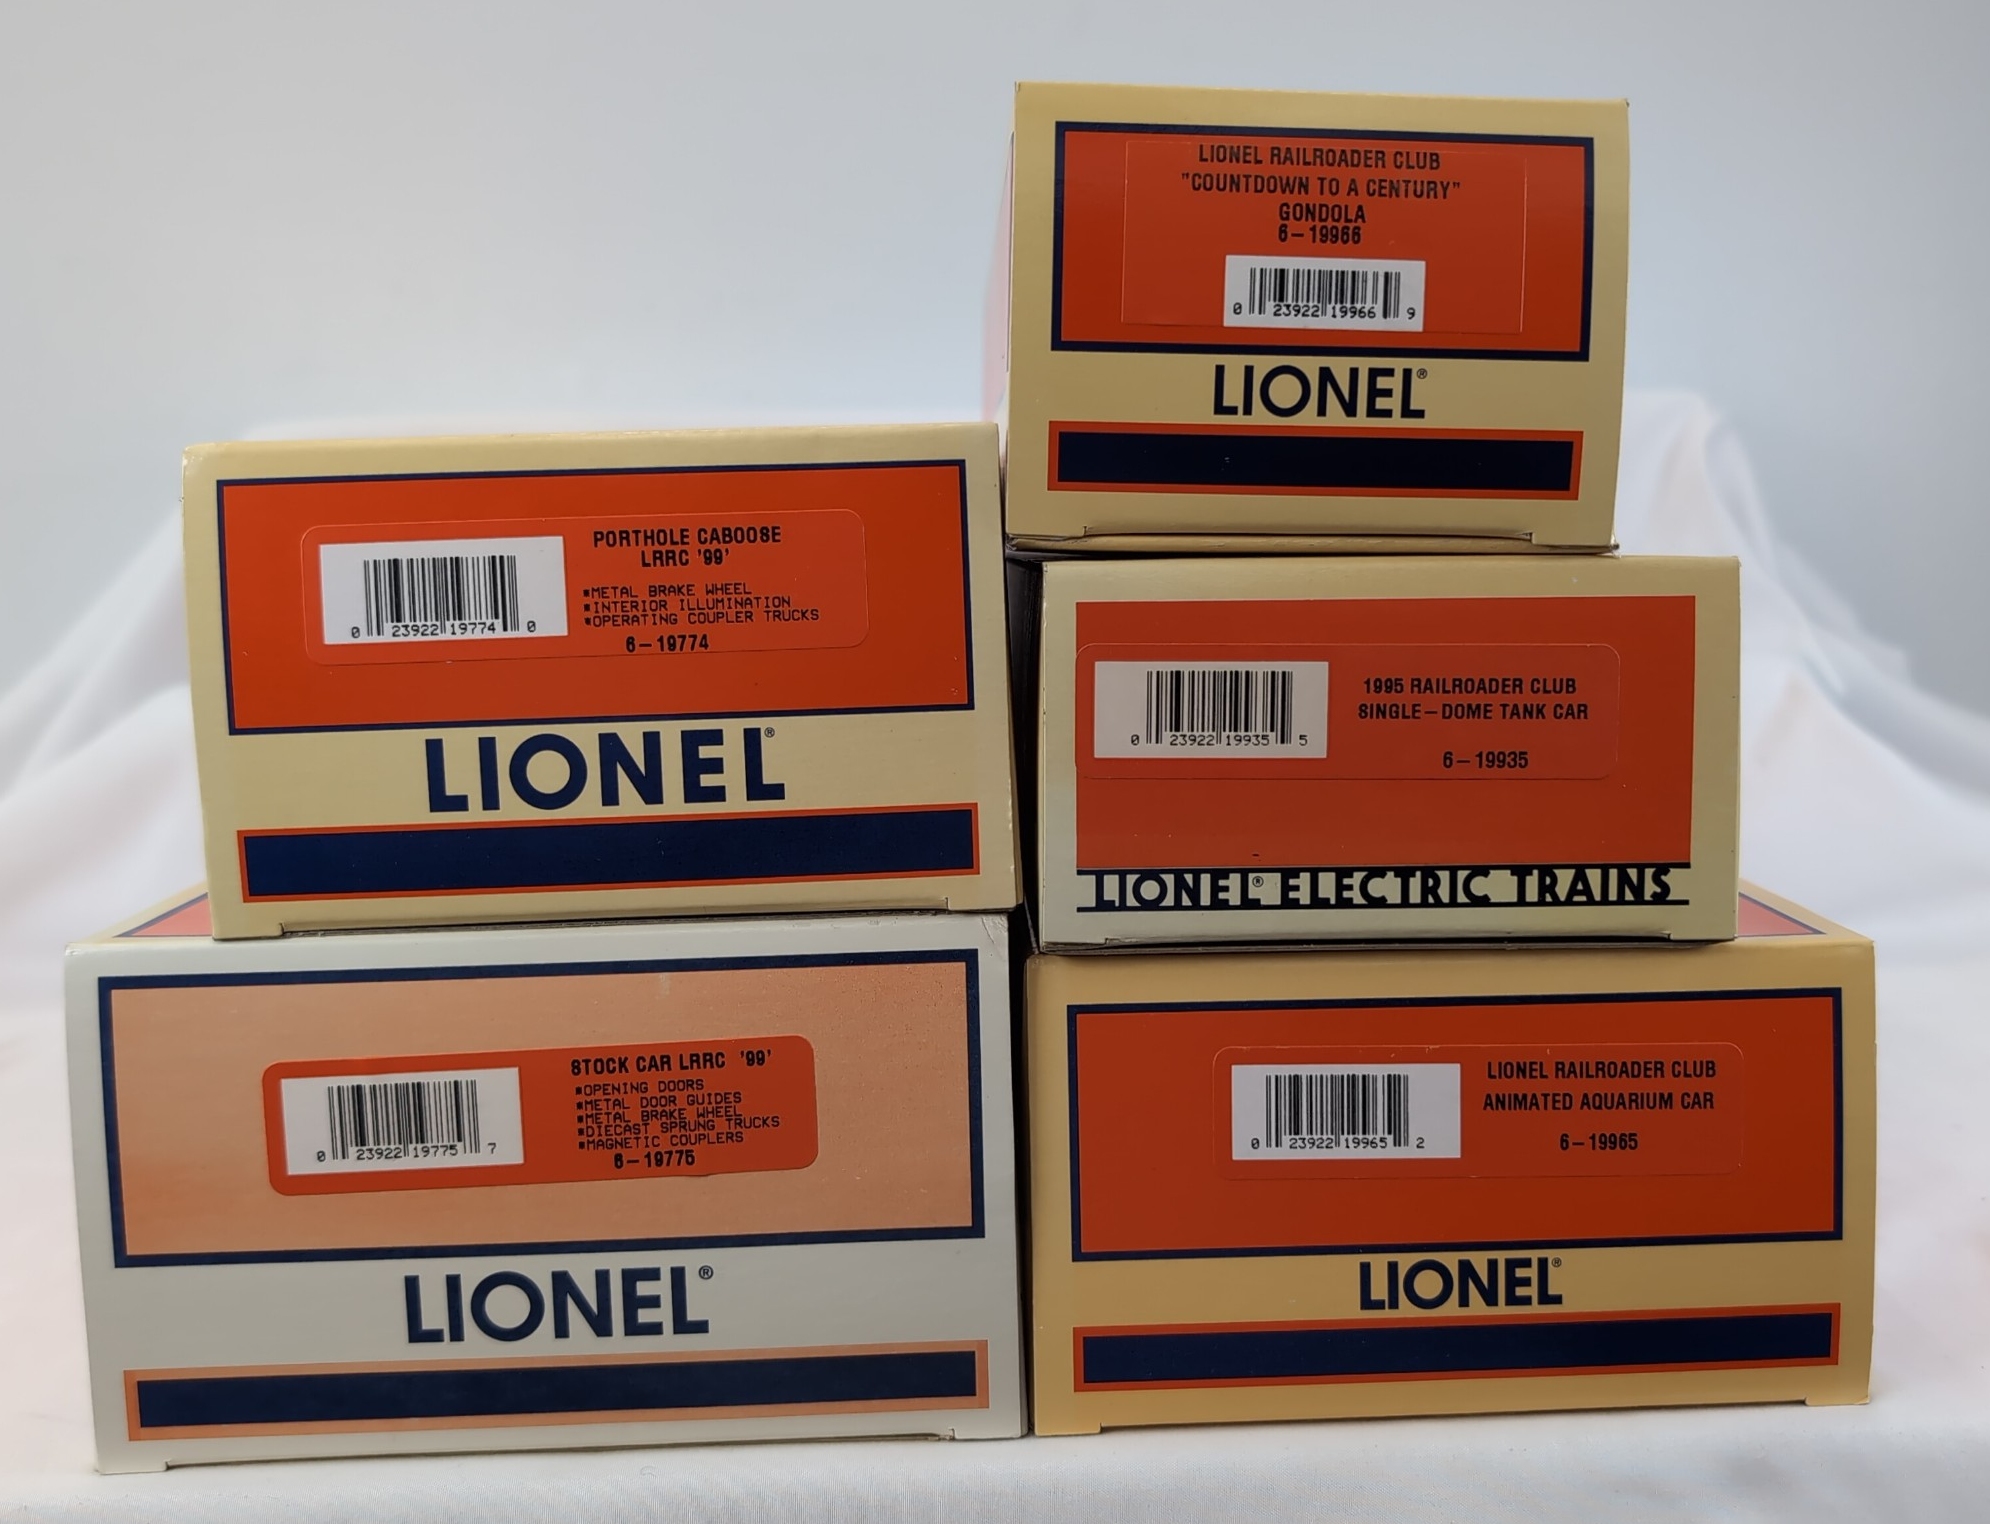 LIONEL RAILROADER CLUB
"COUNTDOWN TO A CENTURY"
GONDOLA
6-19966
0 23922 19966 9
LIONEL®
PORTHOLE CABOOSE
LRRC '99'
■METAL BRAKE WHEEL
■INTERIOR ILLUMINATION
■OPERATING COUPLER TRUCKS
6-19774
0 23922 19774 0
LIONEL®
1995 RAILROADER CLUB
SINGLE-DOME TANK CAR
6-19935
0 23922 19935 5
LIONEL® ELECTRIC TRAINS
STOCK CAR LRRC '99'
■OPENING DOORS
■METAL DOOR GUIDES
■METAL BRAKE WHEEL
■DIECAST SPRUNG TRUCKS
■MAGNETIC COUPLERS
6-19775
0 23922 19775 7
LIONEL®
LIONEL RAILROADER CLUB
ANIMATED AQUARIUM CAR
6-19965
0 23922 19965 2
LIONEL®